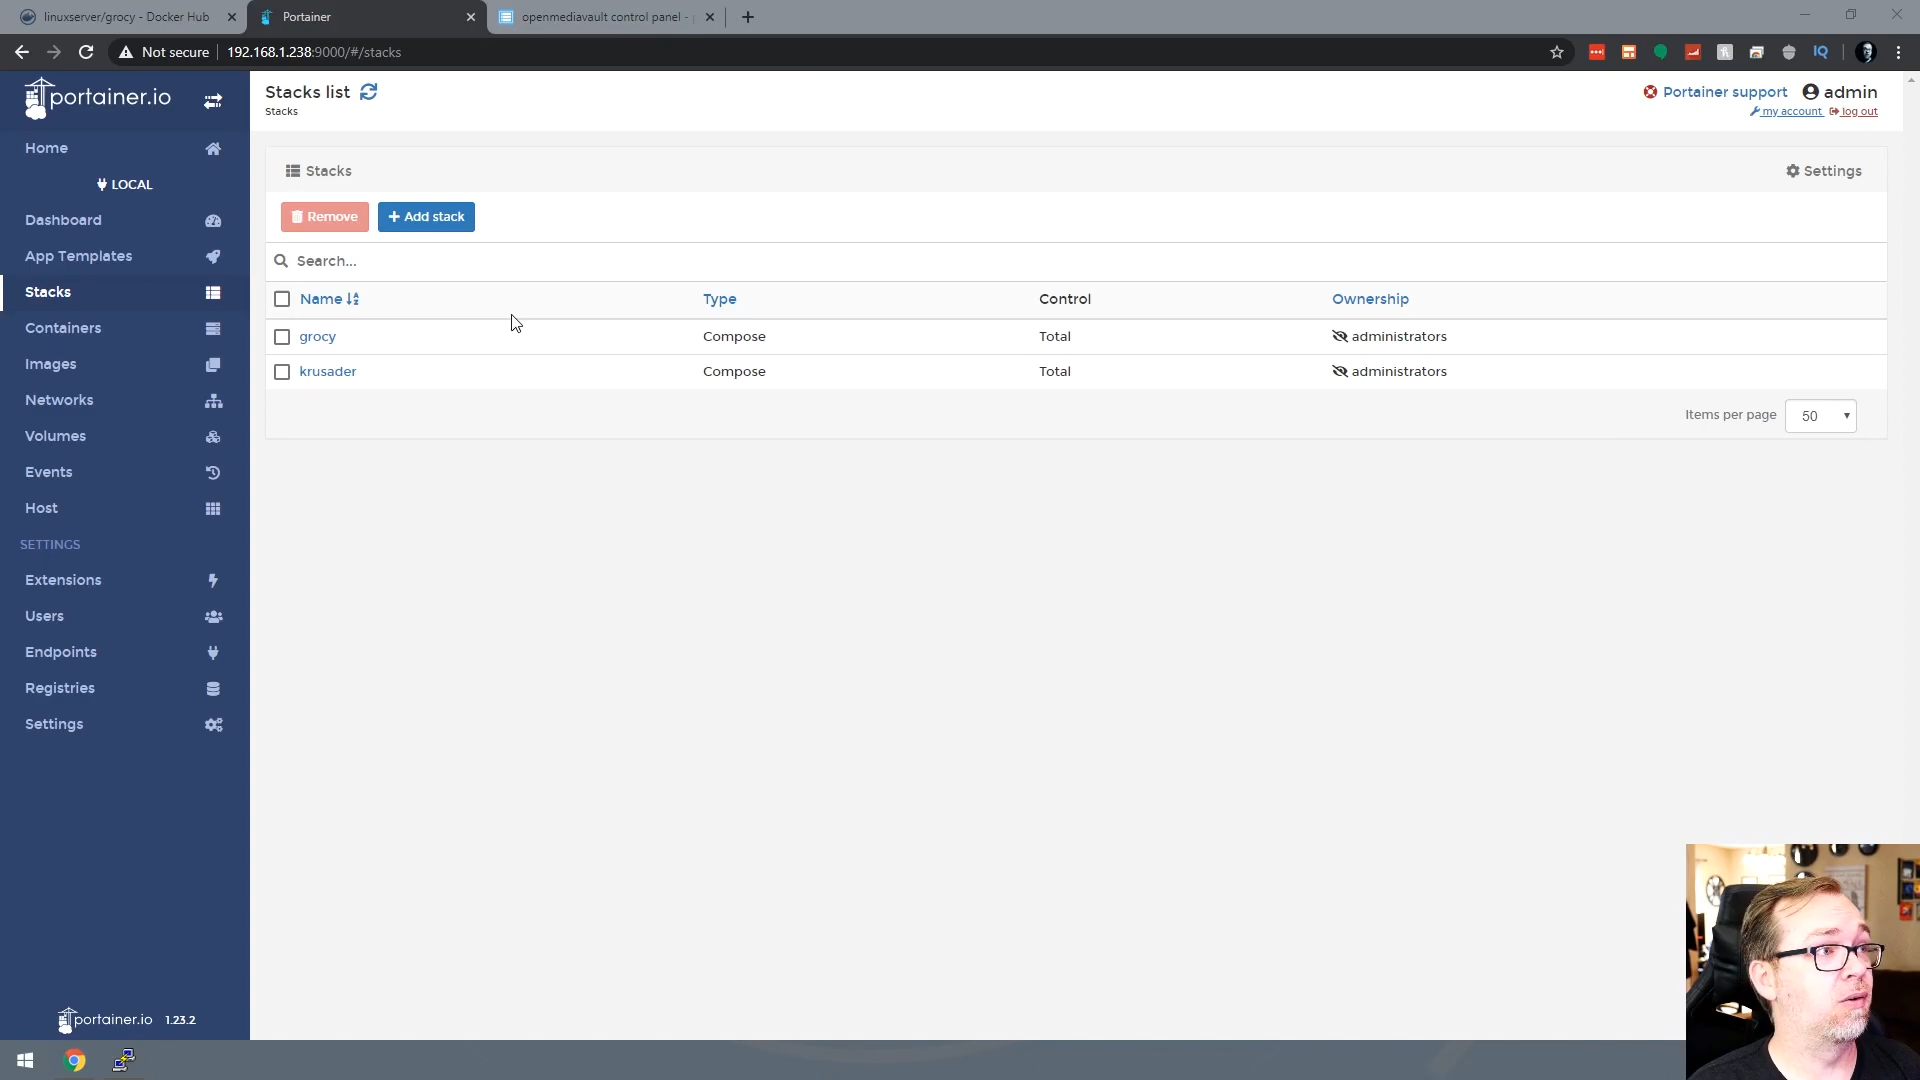 linuxserver/grocy - Docker Hub
Portainer
openmediavault control panel -
Not secure
192.168.1.238:9000/#/stacks
IQ
portainer.io
Home
LOCAL
Dashboard
App Templates
Stacks
Containers
Images
Networks
Volumes
Events
Host
SETTINGS
Extensions
Users
Endpoints
Registries
Settings
portainer.io 1.23.2
Stacks list
Stacks
Portainer support admin
my account log out
Stacks
Settings
Remove
+ Add stack
Search...
Name Type Control Ownership
grocy Compose Total administrators
krusader Compose Total administrators
Items per page 50